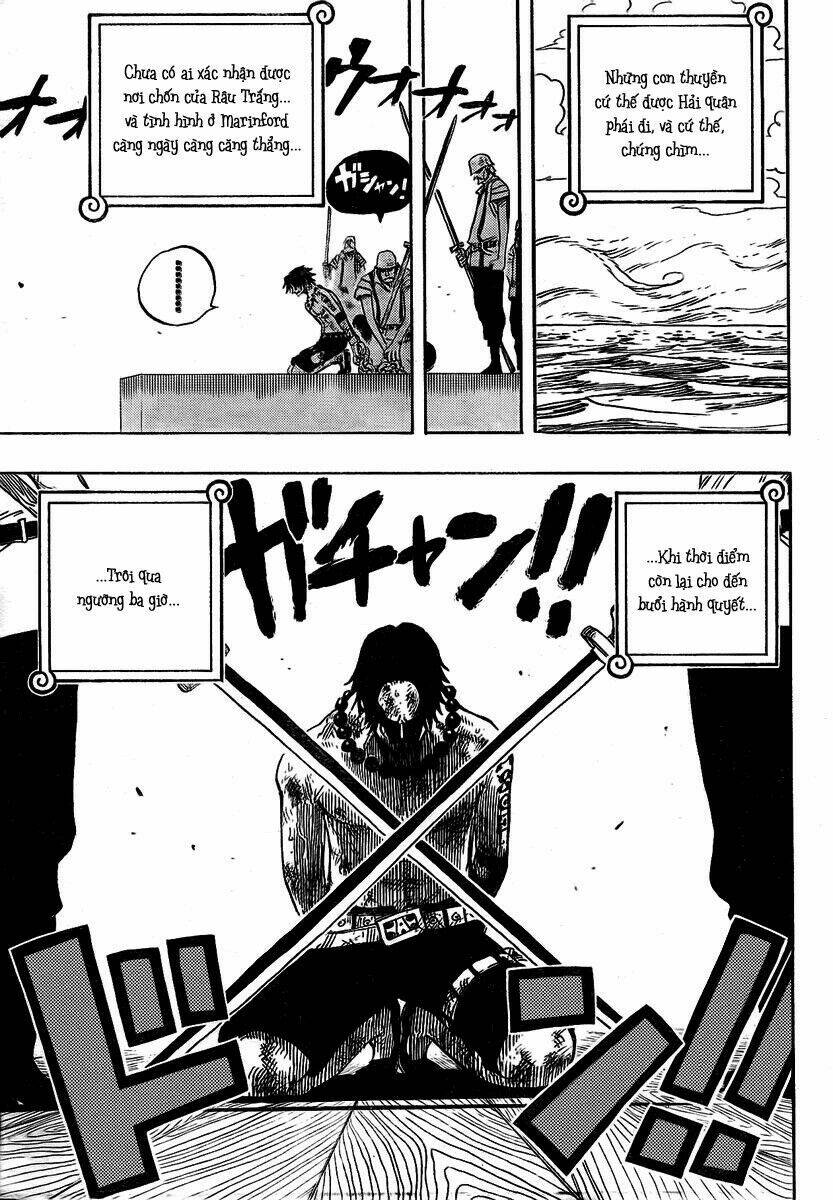 Những con thuyền
cứ thế được Hải quân
phái đi, và cứ thế,
chúng chìm...
Chưa có ai xác nhận được
nơi chốn của Râu Trắng...
và tình hình ở Marinford
càng ngày càng căng thẳng...
ウオオ
オオ
ガシャン!
.........
...Khi thời điểm
còn lại cho đến
buổi hành quyết...
ガチャン!!
...Trôi qua
ngưỡng ba giờ...
A
ドン!!